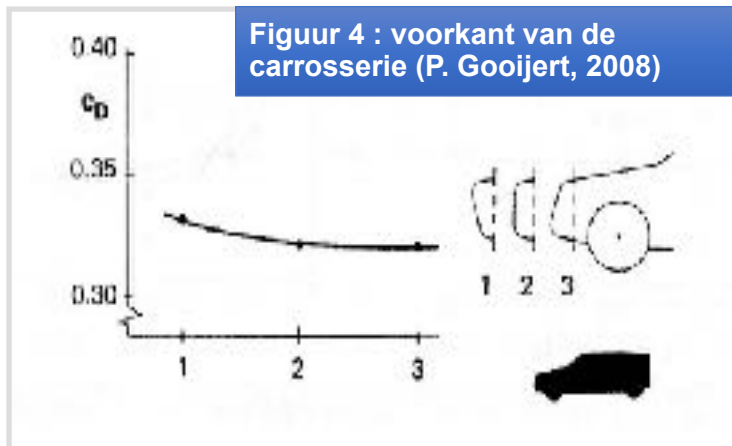 Figuur 4 : voorkant van de
carrosserie (P. Gooijert, 2008)
0.40
cD
0.35
0.30
1
2
3
1 2 3